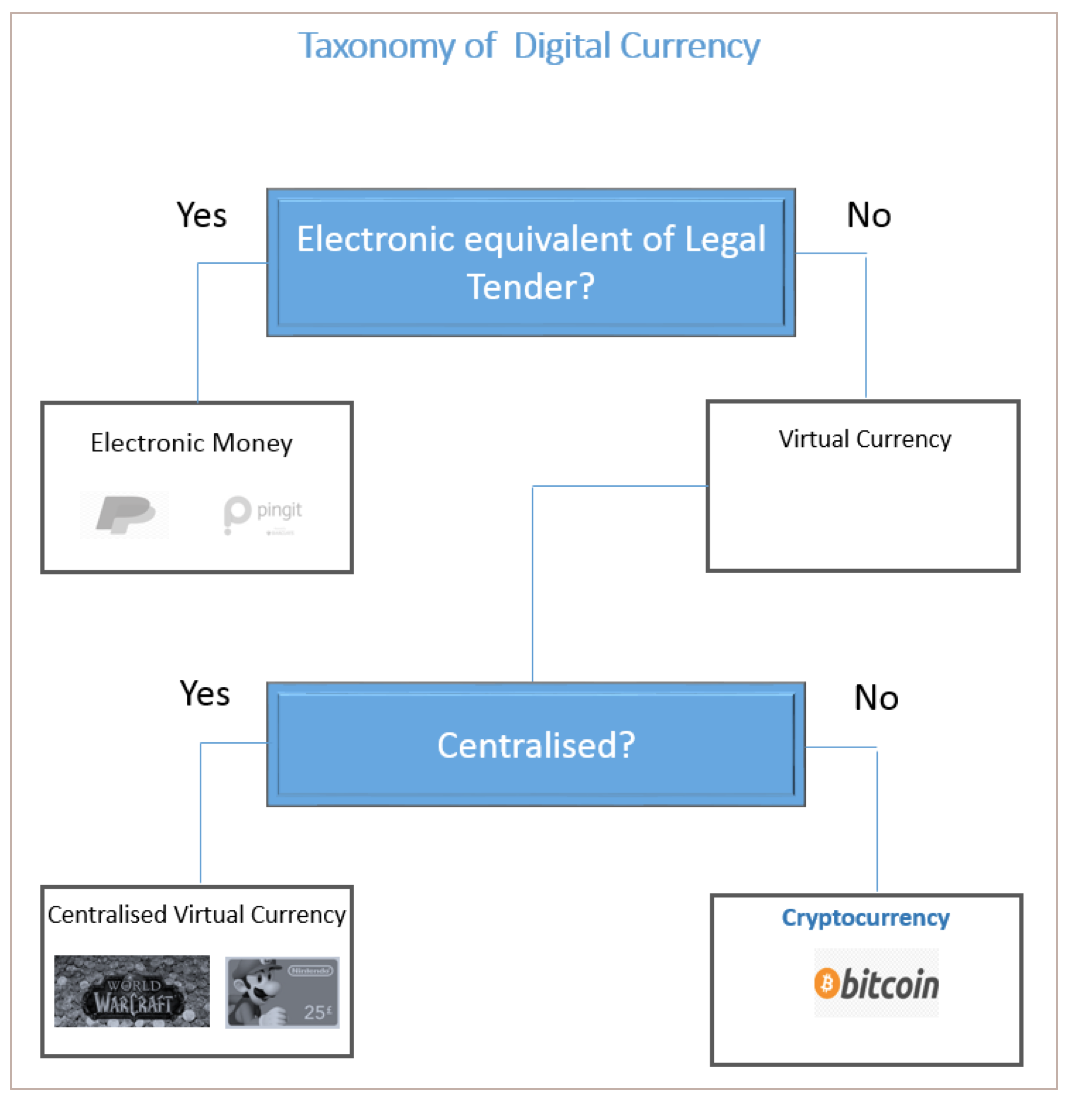 Taxonomy of Digital Currency
Yes
No
Electronic equivalent of Legal
Tender?
Electronic Money
pingit
Virtual Currency
Yes
No
Centralised?
Centralised Virtual Currency
WORLD
WARCRAFT
Nintendo
25£
Cryptocurrency
bitcoin